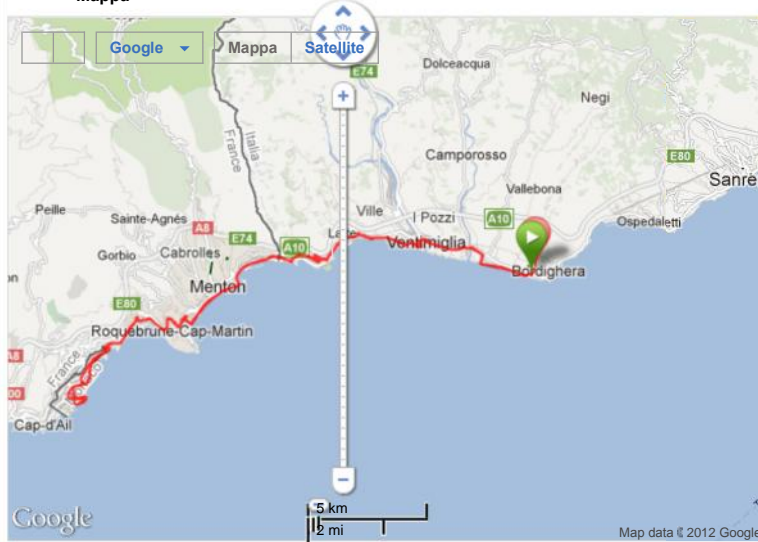 Mappa
Google
Mappa
Satellite
E74
Dolceacqua
Negi
Italia
France
Camporosso
E80
Vallebona
Sanre
Peille
Sainte-Agnès
A8
Ville
I Pozzi
A10
Ospedaletti
E74
A10
Gorbio
Cabrolles
Ventimiglia
Bordighera
Menton
E80
Roquebrune-Cap-Martin
A8
France
Cap-d'Ail
5 km
2 mi
Google
Map data © 2012 Google